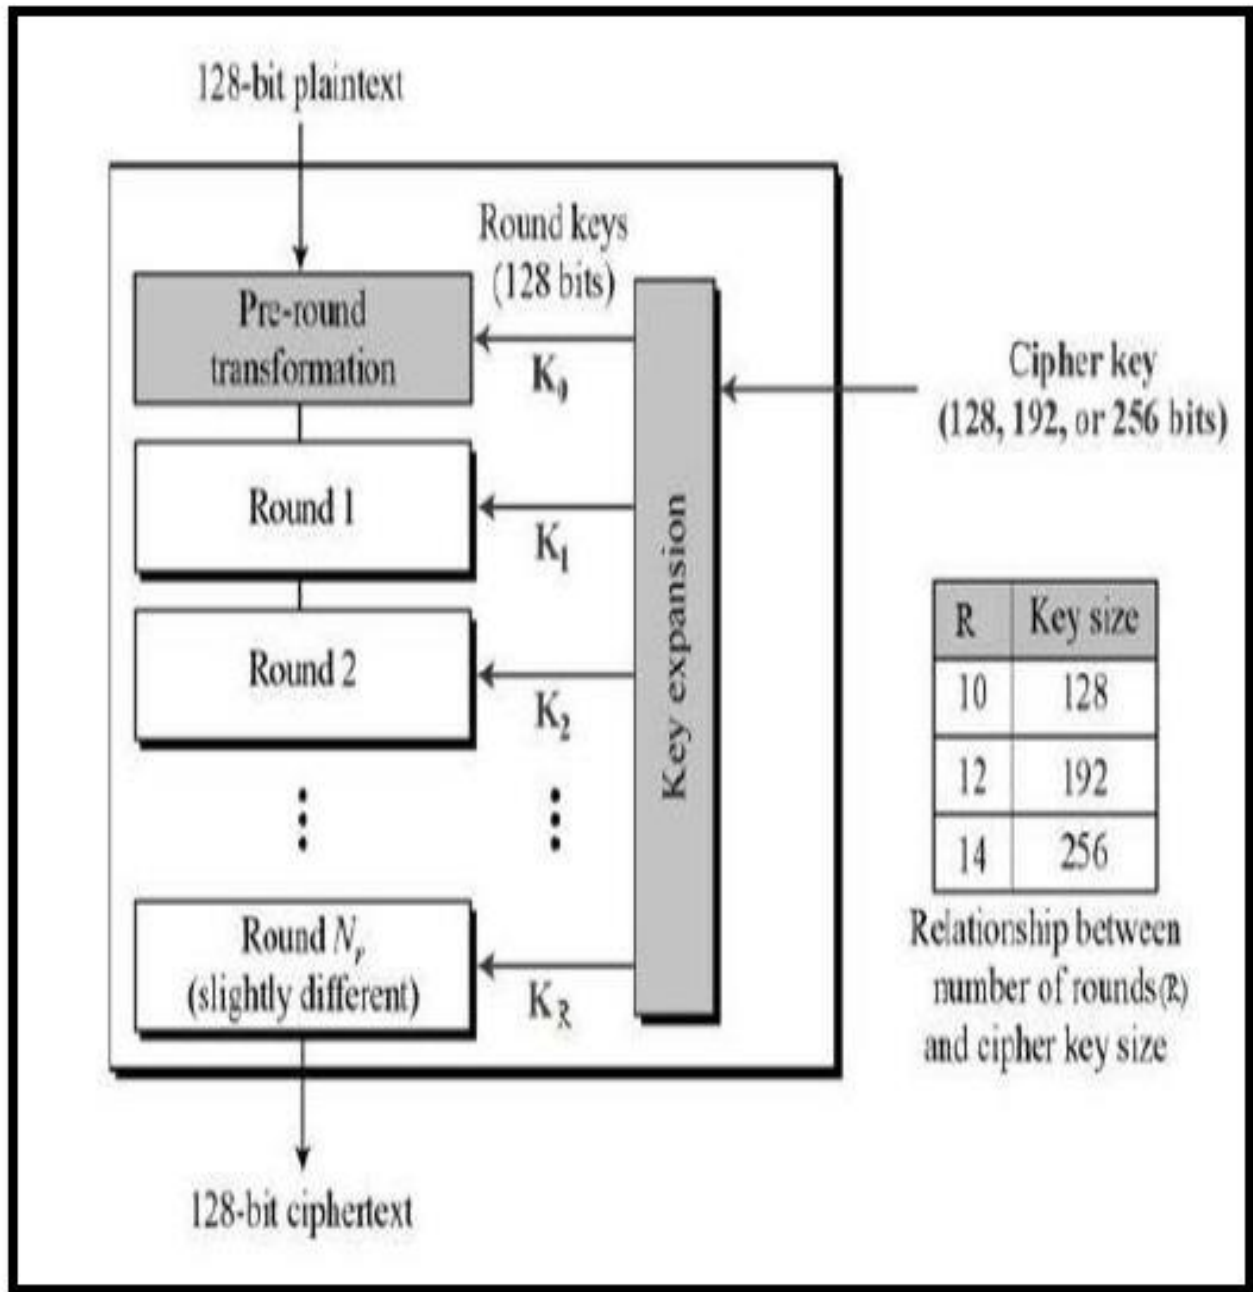 128-bit plaintext
Round keys
(128 bits)
Pre-round
transformation
K0
Cipher key
(128, 192, or 256 bits)
Round 1
K1
Round 2
K2
Key expansion
R Key size
10 128
12 192
14 256
Relationship between
number of rounds(R)
and cipher key size
Round Nr
(slightly different)
KR
128-bit ciphertext